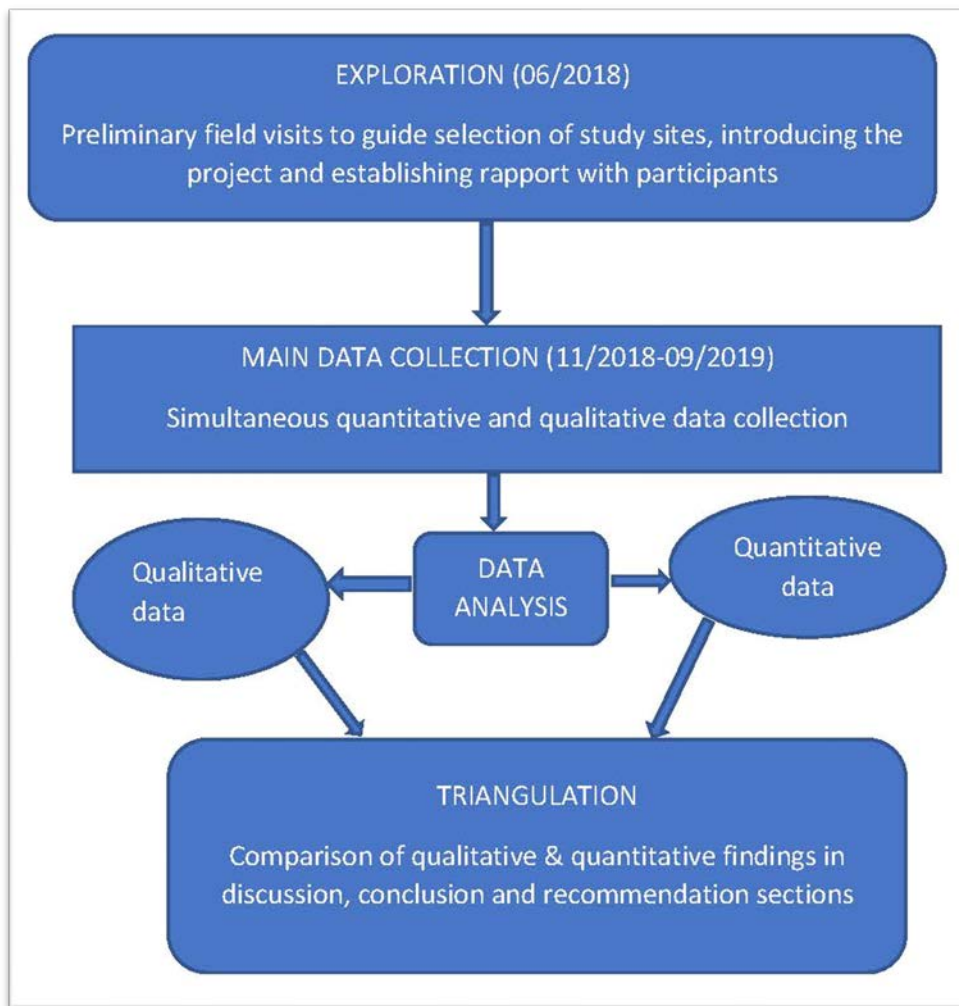 EXPLORATION (06/2018)
Preliminary field visits to guide selection of study sites, introducing the
project and establishing rapport with participants
MAIN DATA COLLECTION (11/2018-09/2019)
Simultaneous quantitative and qualitative data collection
Qualitative
data
DATA
ANALYSIS
Quantitative
data
TRIANGULATION
Comparison of qualitative & quantitative findings in
discussion, conclusion and recommendation sections